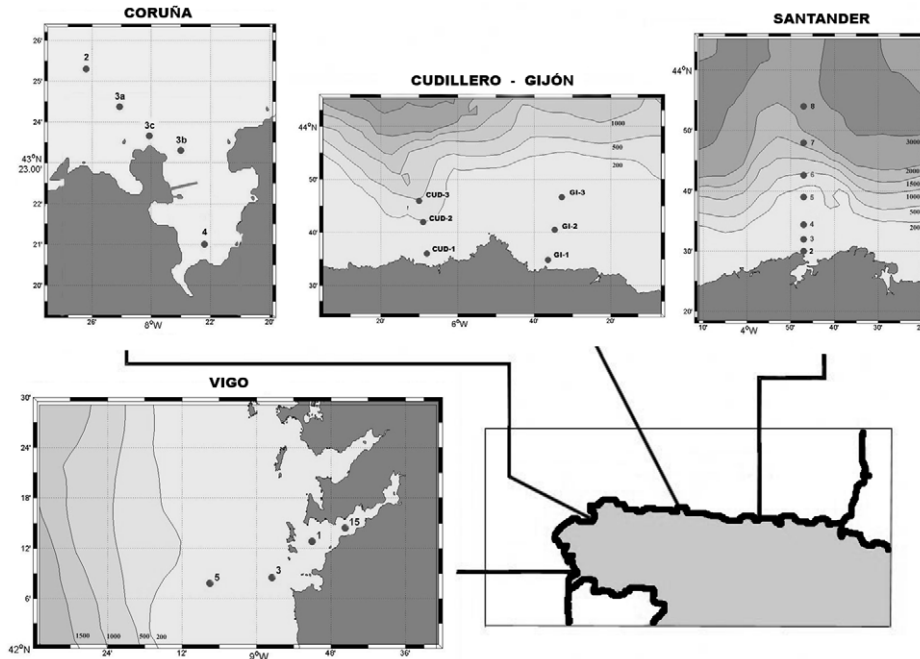 CORUÑA
26'
25'
24'
43°N
23.00'
22'
21'
20'
2
3a
3c
3b
4
26'
8°W
22'
20'
CUDILLERO - GIJÓN
44°N
50'
40'
30'
1000
500
200
CUD-3
CUD-2
CUD-1
GI-3
GI-2
GI-1
20'
6°W
40'
20'
SANTANDER
44°N
50'
40'
30'
20'
8
7
6
5
4
3
2
3000
2000
1500
1000
500
200
10'
4°W
50'
40'
30'
20'
VIGO
30'
24'
18'
12'
6'
42°N
15
1
3
5
1500
1000
500
200
12'
9°W
48'
36'